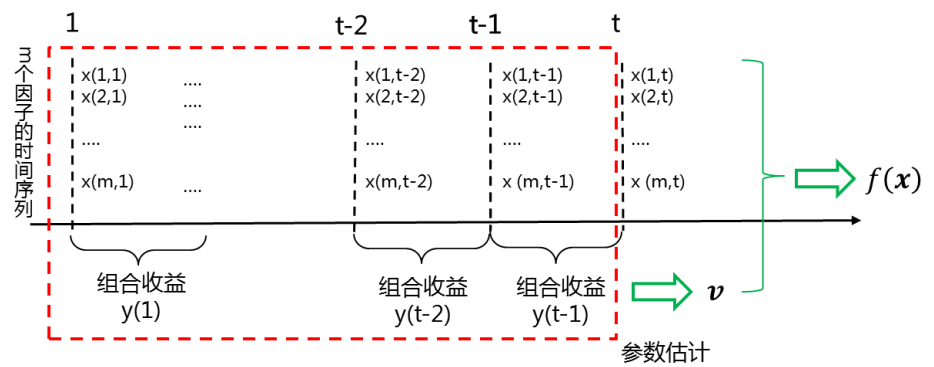 1 t-2 t-1 t
m个因子的时间序列
x(1,1) .... x(1,t-2) x(1,t-1) x(1,t)
x(2,1) .... x(2,t-2) x(2,t-1) x(2,t)
....
.... .... .... ....
x(m,1) .... x(m,t-2) x (m,t-1) x (m,t)
f(x)
组合收益 组合收益 组合收益
y(1) y(t-2) y(t-1)
v
参数估计